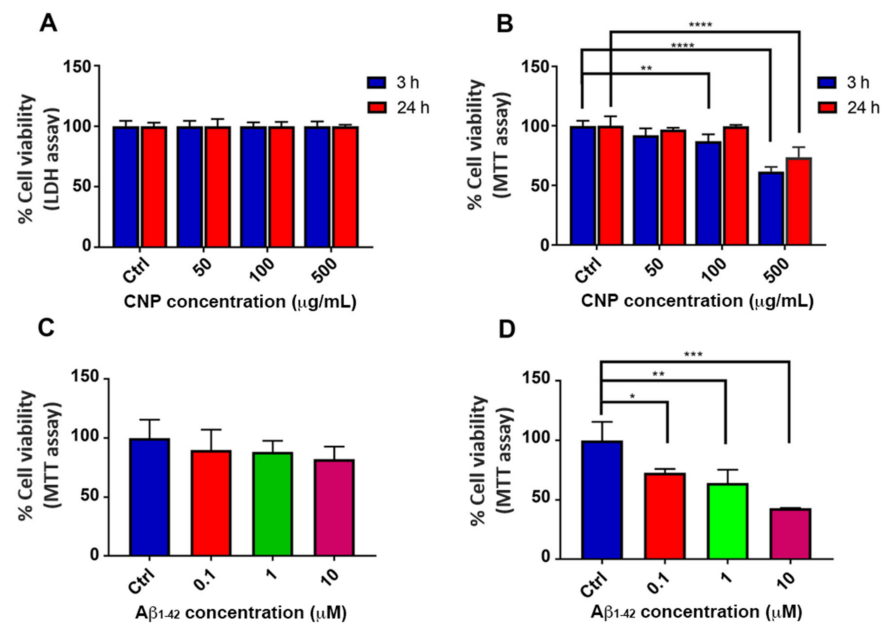 A
% Cell viability
(LDH assay)
150
100
50
0
Ctrl
50
100
500
CNP concentration (μg/mL)
3 h
24 h
B
% Cell viability
(MTT assay)
150
100
50
0
****
****
**
Ctrl
50
100
500
CNP concentration (μg/mL)
3 h
24 h
C
% Cell viability
(MTT assay)
150
100
50
0
Ctrl
0.1
1
10
Aβ1-42 concentration (μM)
D
% Cell viability
(MTT assay)
150
100
50
0
***
**
*
Ctrl
0.1
1
10
Aβ1-42 concentration (μM)